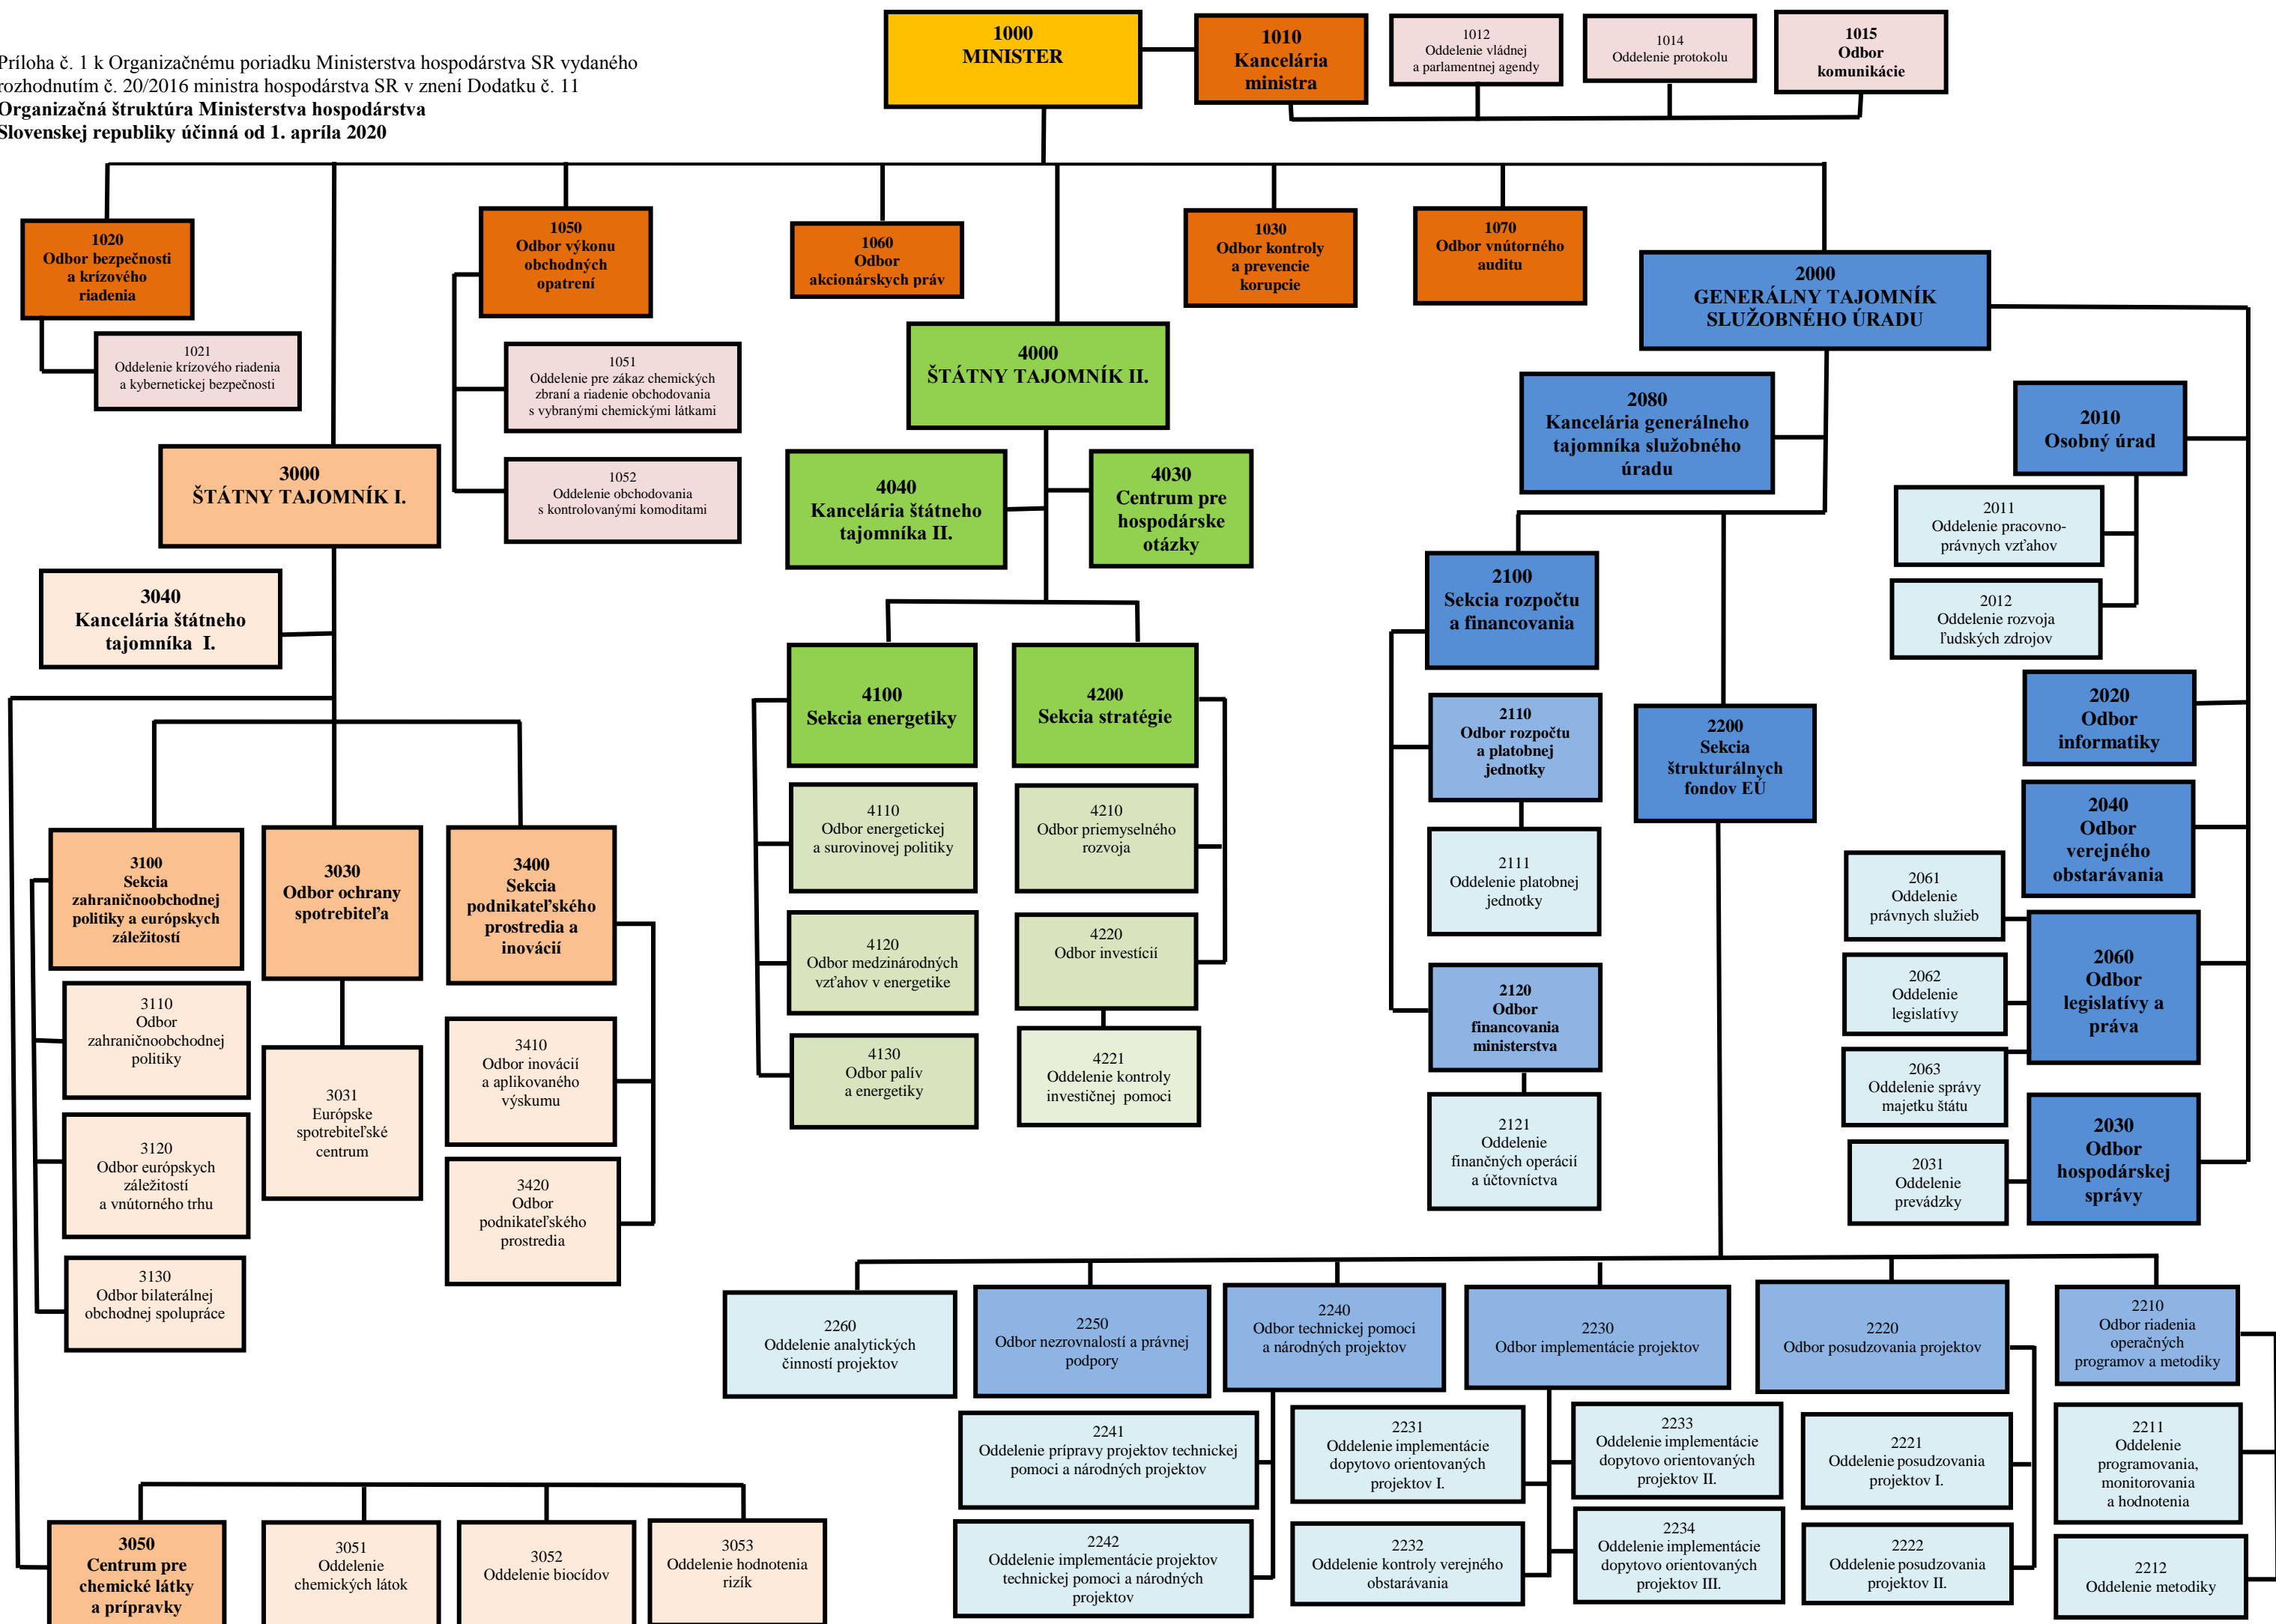 Príloha č. 1 k Organizačnému poriadku Ministerstva hospodárstva SR vydaného
rozhodnutím č. 20/2016 ministra hospodárstva SR v znení Dodatku č. 11
Organizačná štruktúra Ministerstva hospodárstva
Slovenskej republiky účinná od 1. apríla 2020
1000
MINISTER
1010
Kancelária
ministra
1012
Oddelenie vládnej
a parlamentnej agendy
1014
Oddelenie protokolu
1015
Odbor
komunikácie
1020
Odbor bezpečnosti
a krízového
riadenia
1021
Oddelenie krízového riadenia
a kybernetickej bezpečnosti
1050
Odbor výkonu
obchodných
opatrení
1051
Oddelenie pre zákaz chemických
zbraní a riadenie obchodovania
s vybranými chemickými látkami
1052
Oddelenie obchodovania
s kontrolovanými komoditami
1060
Odbor
akcionárskych práv
1030
Odbor kontroly
a prevencie
korupcie
1070
Odbor vnútorného
auditu
2000
GENERÁLNY TAJOMNÍK
SLUŽOBNÉHO ÚRADU
3000
ŠTÁTNY TAJOMNÍK I.
3040
Kancelária štátneho
tajomníka  I.
4000
ŠTÁTNY TAJOMNÍK II.
4040
Kancelária štátneho
tajomníka II.
4030
Centrum pre
hospodárske
otázky
2080
Kancelária generálneho
tajomníka služobného
úradu
2010
Osobný úrad
2011
Oddelenie pracovno-
právnych vzťahov
2012
Oddelenie rozvoja
ľudských zdrojov
2020
Odbor
informatiky
2040
Odbor
verejného
obstarávania
2061
Oddelenie
právnych služieb
2062
Oddelenie
legislatívy
2063
Oddelenie správy
majetku štátu
2060
Odbor
legislatívy a
práva
2031
Oddelenie
prevádzky
2030
Odbor
hospodárskej
správy
2100
Sekcia rozpočtu
a financovania
2110
Odbor rozpočtu
a platobnej
jednotky
2111
Oddelenie platobnej
jednotky
2120
Odbor
financovania
ministerstva
2121
Oddelenie
finančných operácií
a účtovníctva
2200
Sekcia
štrukturálnych
fondov EÚ
4100
Sekcia energetiky
4110
Odbor energetickej
a surovinovej politiky
4120
Odbor medzinárodných
vzťahov v energetike
4130
Odbor palív
a energetiky
4200
Sekcia stratégie
4210
Odbor priemyselného
rozvoja
4220
Odbor investícií
4221
Oddelenie kontroly
investičnej  pomoci
3100
Sekcia
zahraničnoobchodnej
politiky a európskych
záležitostí
3110
Odbor
zahraničnoobchodnej
politiky
3120
Odbor európskych
záležitostí
a vnútorného trhu
3130
Odbor bilaterálnej
obchodnej spolupráce
3030
Odbor ochrany
spotrebiteľa
3031
Európske
spotrebiteľské
centrum
3400
Sekcia
podnikateľského
prostredia a
inovácií
3410
Odbor inovácií
a aplikovaného
výskumu
3420
Odbor
podnikateľského
prostredia
2260
Oddelenie analytických
činností projektov
2250
Odbor nezrovnalostí a právnej
podpory
2240
Odbor technickej pomoci
a národných projektov
2230
Odbor implementácie projektov
2220
Odbor posudzovania projektov
2210
Odbor riadenia
operačných
programov a metodiky
2241
Oddelenie prípravy projektov technickej
pomoci a národných projektov
2242
Oddelenie implementácie projektov
technickej pomoci a národných
projektov
2231
Oddelenie implementácie
dopytovo orientovaných
projektov I.
2232
Oddelenie kontroly verejného
obstarávania
2233
Oddelenie implementácie
dopytovo orientovaných
projektov II.
2234
Oddelenie implementácie
dopytovo orientovaných
projektov III.
2221
Oddelenie posudzovania
projektov I.
2222
Oddelenie posudzovania
projektov II.
2211
Oddelenie
programovania,
monitorovania
a hodnotenia
2212
Oddelenie metodiky
3050
Centrum pre
chemické látky
a prípravky
3051
Oddelenie
chemických látok
3052
Oddelenie biocídov
3053
Oddelenie hodnotenia
rizík